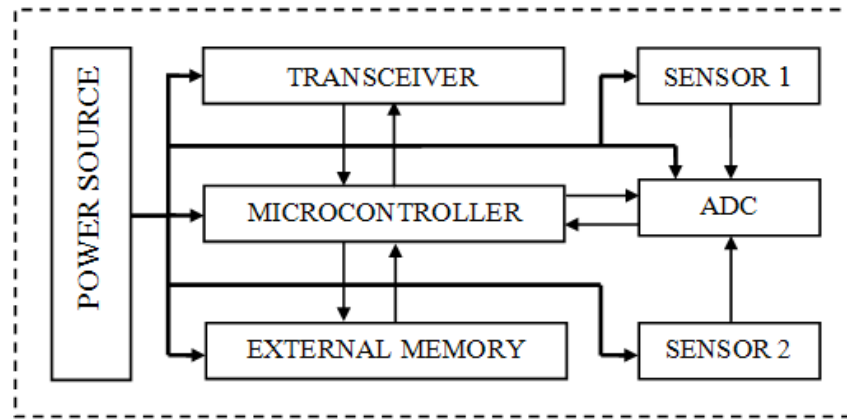 POWER SOURCE
TRANSCEIVER
SENSOR 1
MICROCONTROLLER
ADC
EXTERNAL MEMORY
SENSOR 2